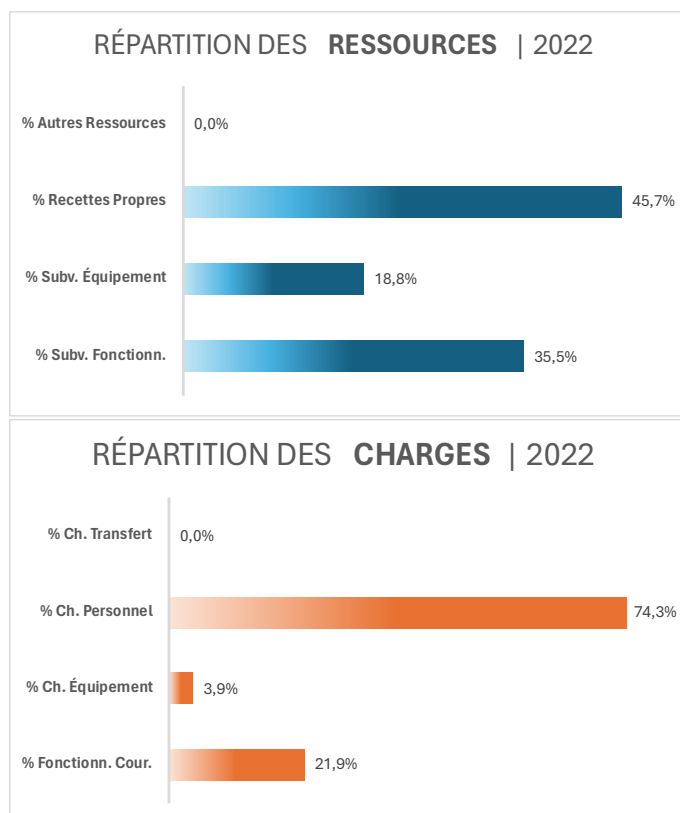 RÉPARTITION DES RESSOURCES | 2022
% Autres Ressources 0,0%
% Recettes Propres 45,7%
% Subv. Équipement 18,8%
% Subv. Fonctionn. 35,5%
RÉPARTITION DES CHARGES | 2022
% Ch. Transfert 0,0%
% Ch. Personnel 74,3%
% Ch. Équipement 3,9%
% Fonctionn. Cour. 21,9%